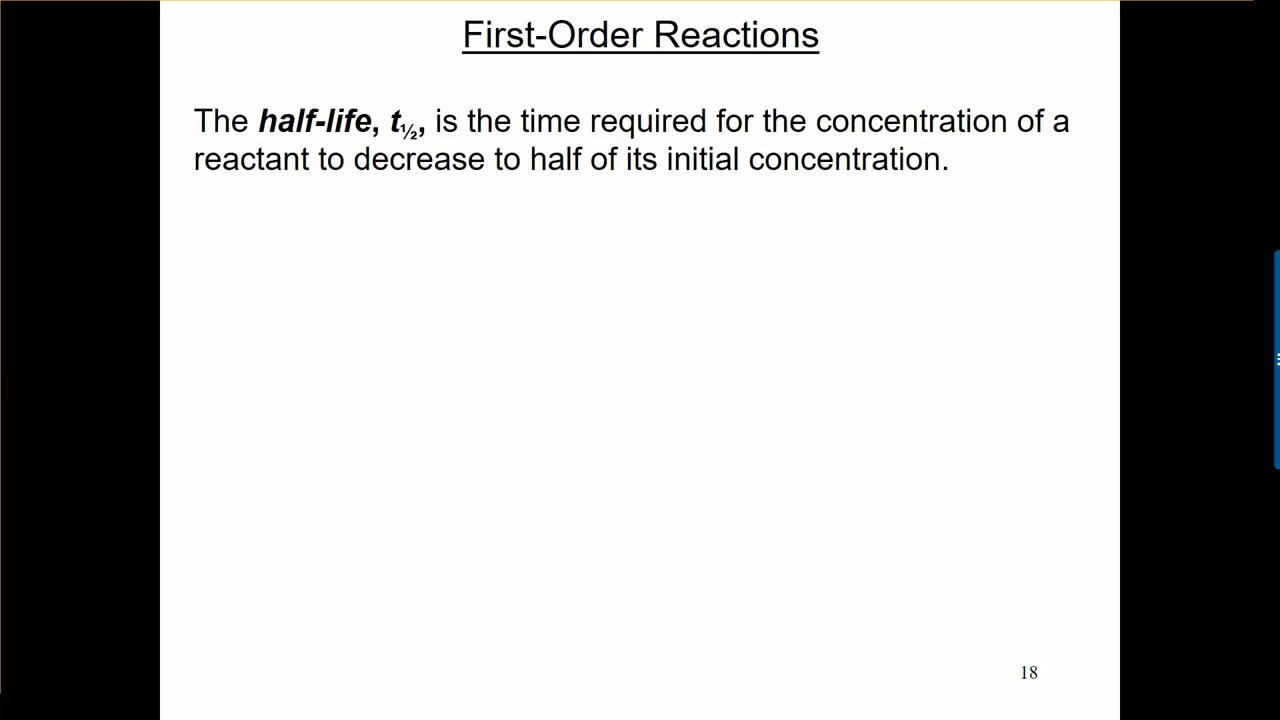 First-Order Reactions
The half-life, t½, is the time required for the concentration of a
reactant to decrease to half of its initial concentration.
18